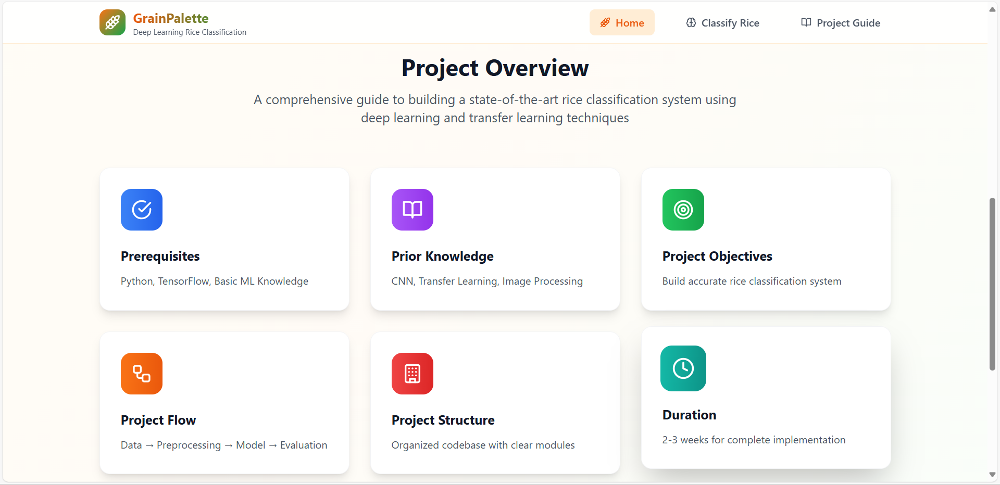 GrainPalette
Deep Learning Rice Classification
Home
Classify Rice
Project Guide
Project Overview
A comprehensive guide to building a state-of-the-art rice classification system using
deep learning and transfer learning techniques
Prerequisites
Python, TensorFlow, Basic ML Knowledge
Prior Knowledge
CNN, Transfer Learning, Image Processing
Project Objectives
Build accurate rice classification system
Project Flow
Data → Preprocessing → Model → Evaluation
Project Structure
Organized codebase with clear modules
Duration
2-3 weeks for complete implementation